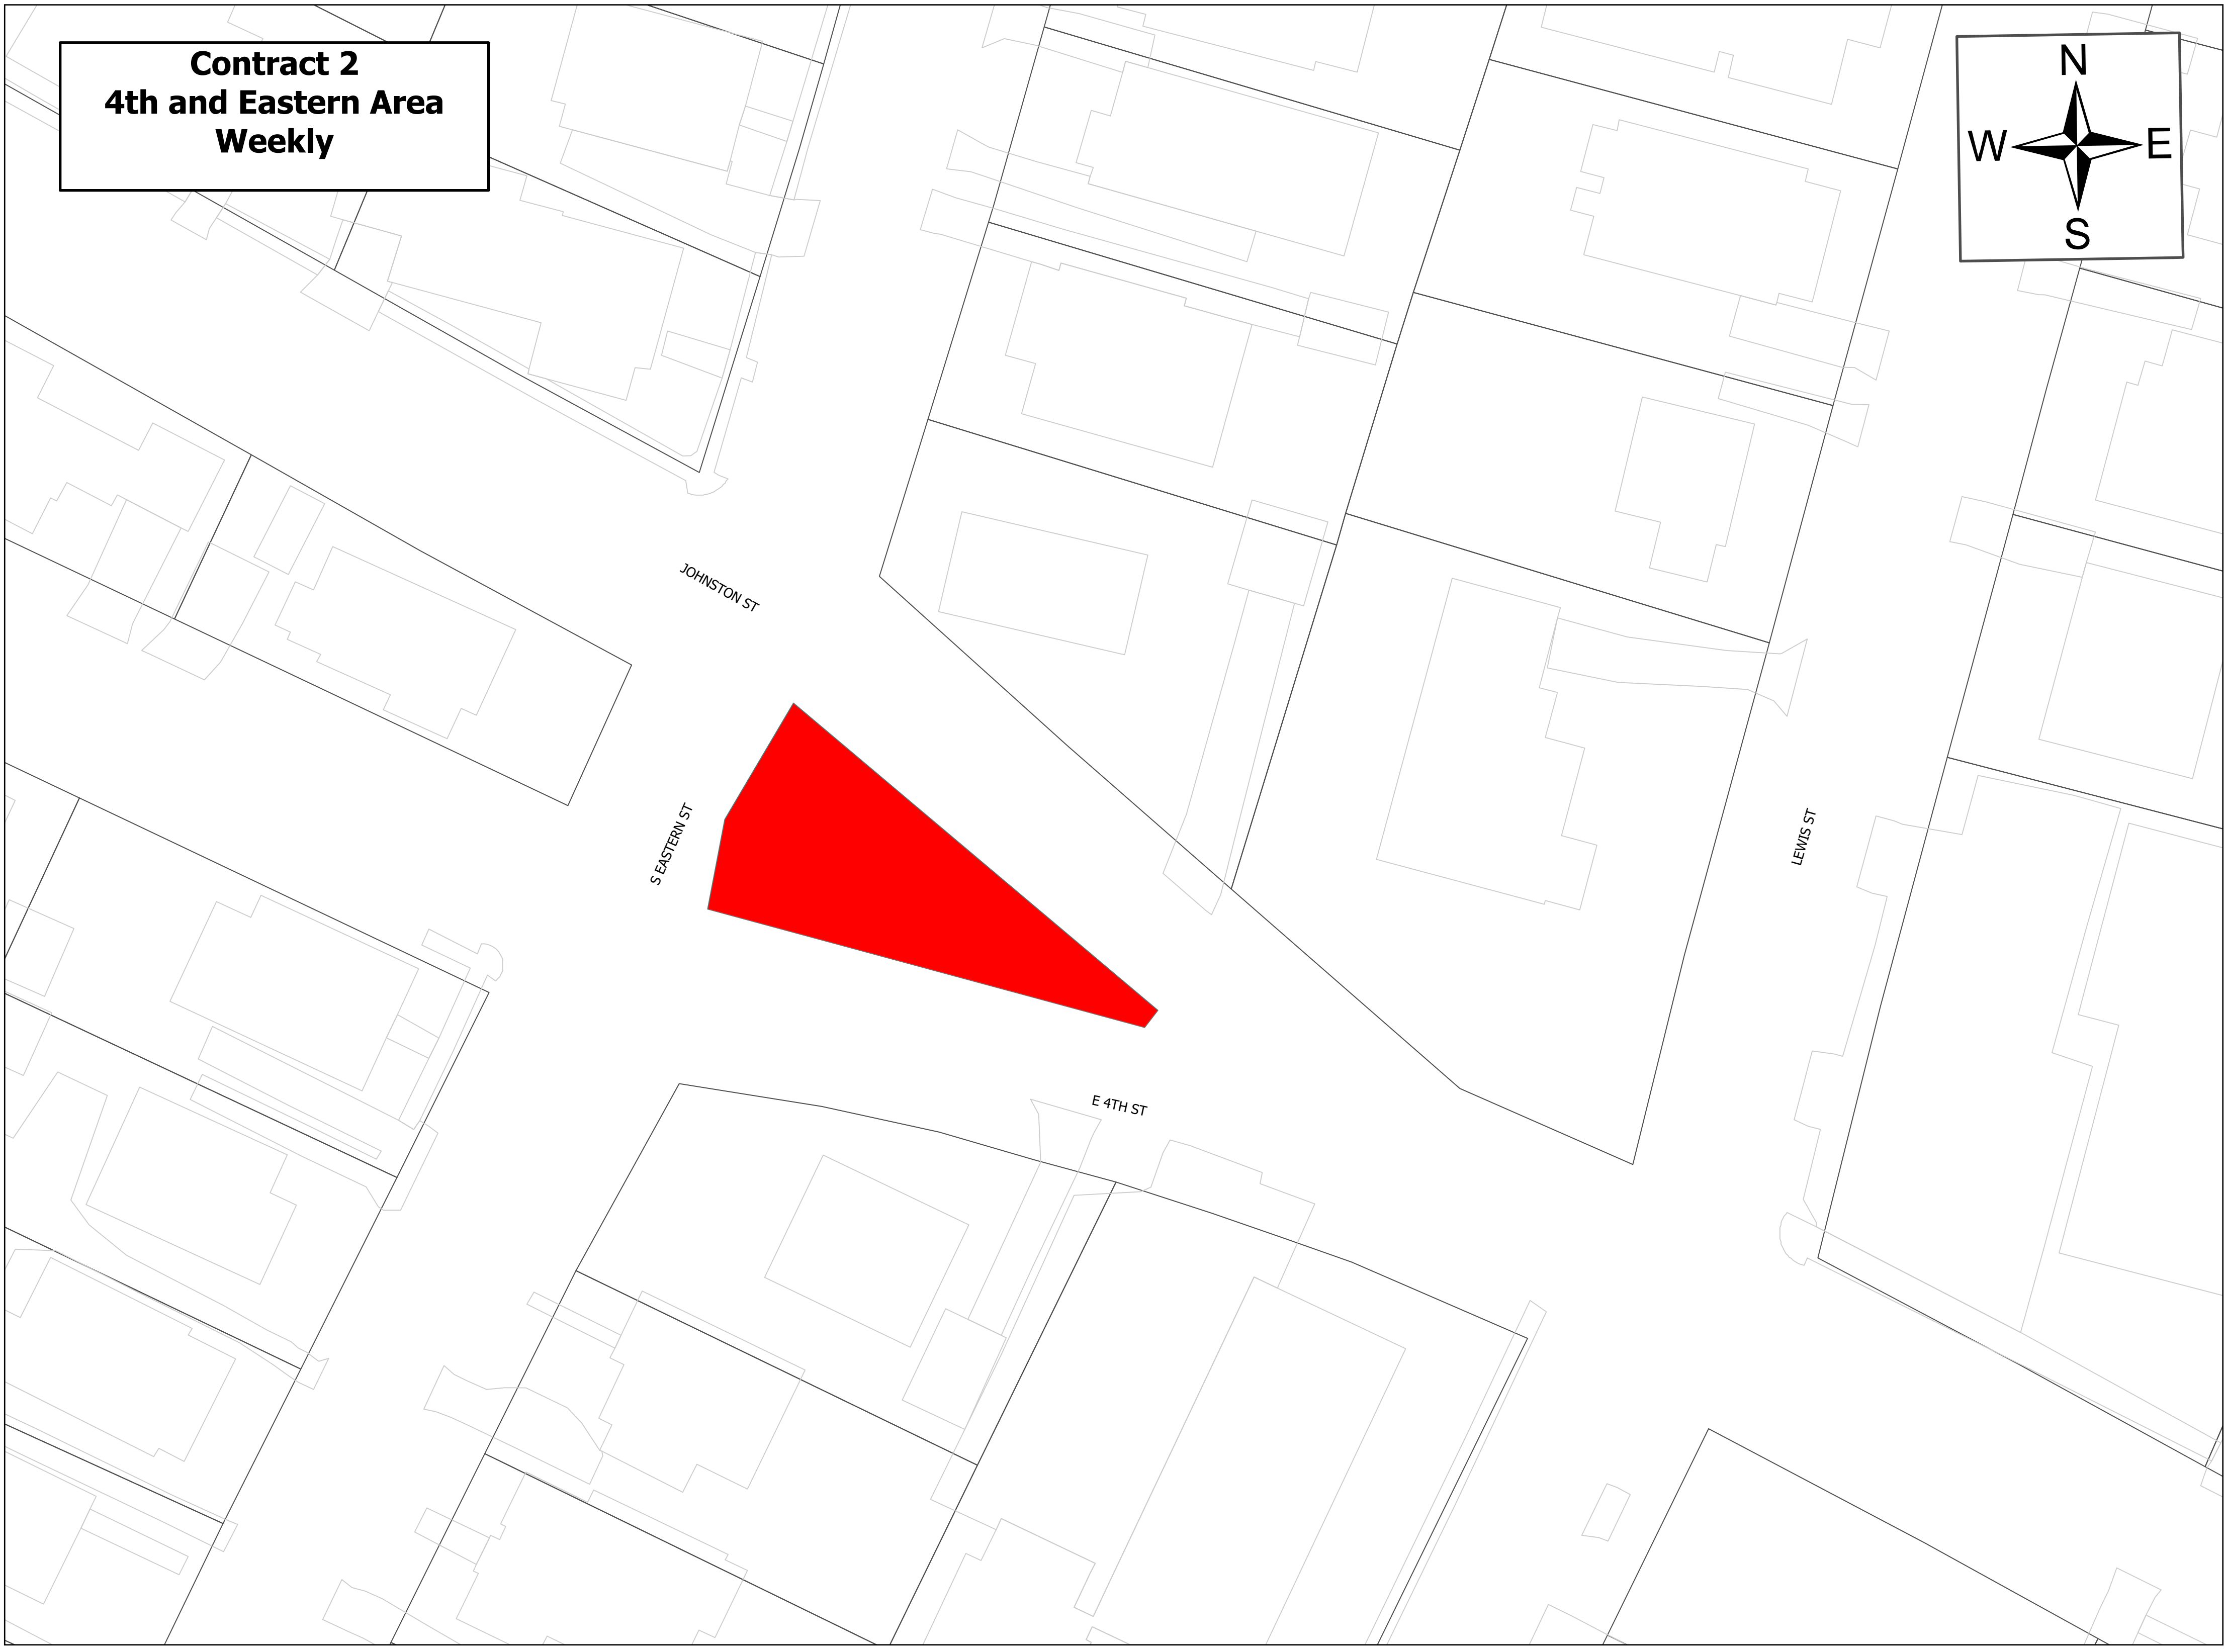 Contract 2
4th and Eastern Area
Weekly
N
W E
S
JOHNSTON ST
S EASTERN ST
LEWIS ST
E 4TH ST